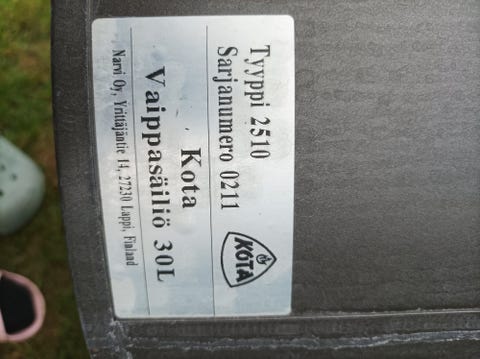 Tyyppi 2510
Sarjanumero 0211
KOTA
Kota
Vaippasäiliö 30L
Narvi Oy, Yrittäjäntie 14, 27230 Lappi, Finland